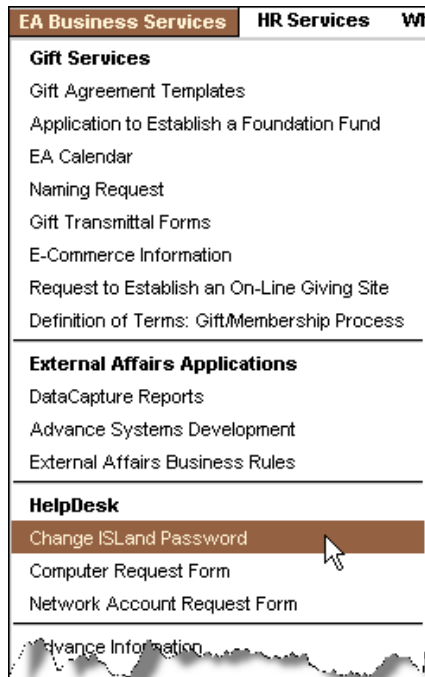 EA Business Services HR Services
Gift Services
Gift Agreement Templates
Application to Establish a Foundation Fund
EA Calendar
Naming Request
Gift Transmittal Forms
E-Commerce Information
Request to Establish an On-Line Giving Site
Definition of Terms: Gift/Membership Process
External Affairs Applications
DataCapture Reports
Advance Systems Development
External Affairs Business Rules
HelpDesk
Change ISLand Password
Computer Request Form
Network Account Request Form
Advance Information